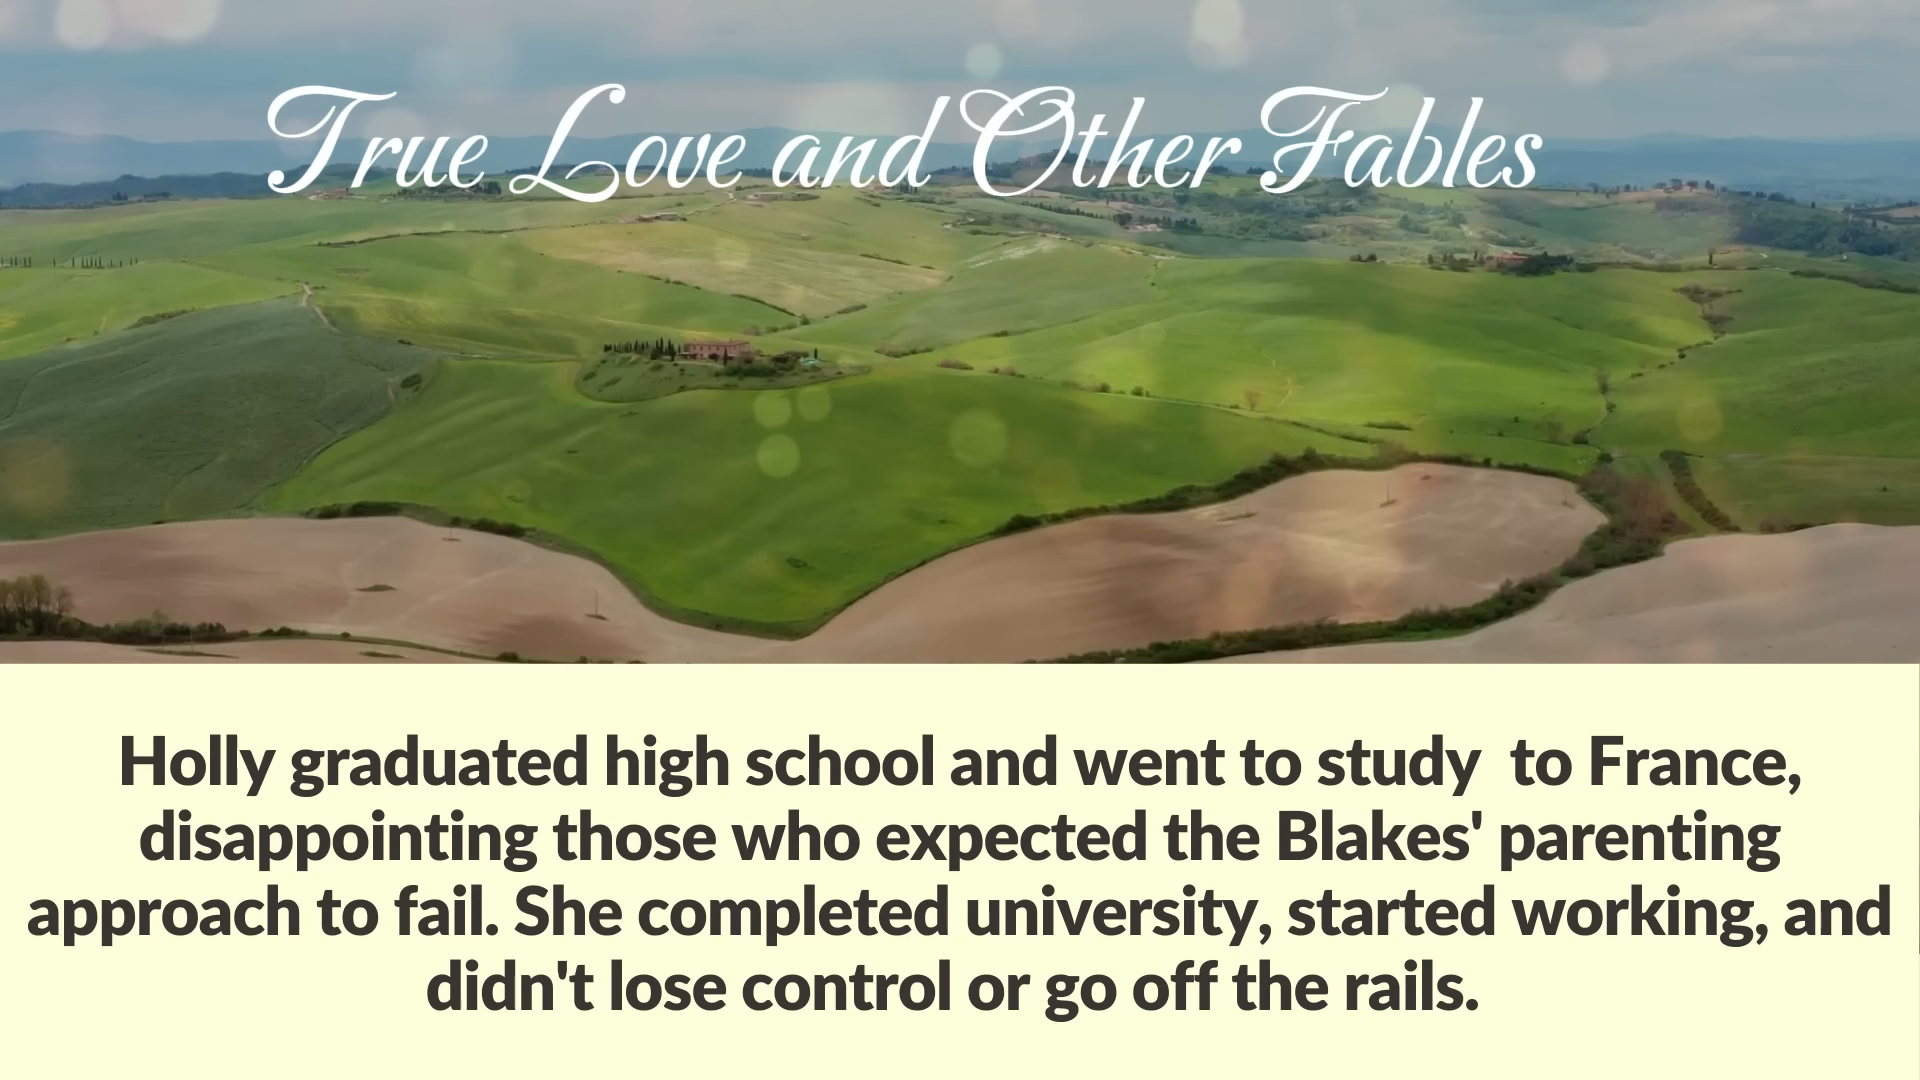 True Love and Other Fables
Holly graduated high school and went to study  to France,
disappointing those who expected the Blakes' parenting
approach to fail. She completed university, started working, and
didn't lose control or go off the rails.